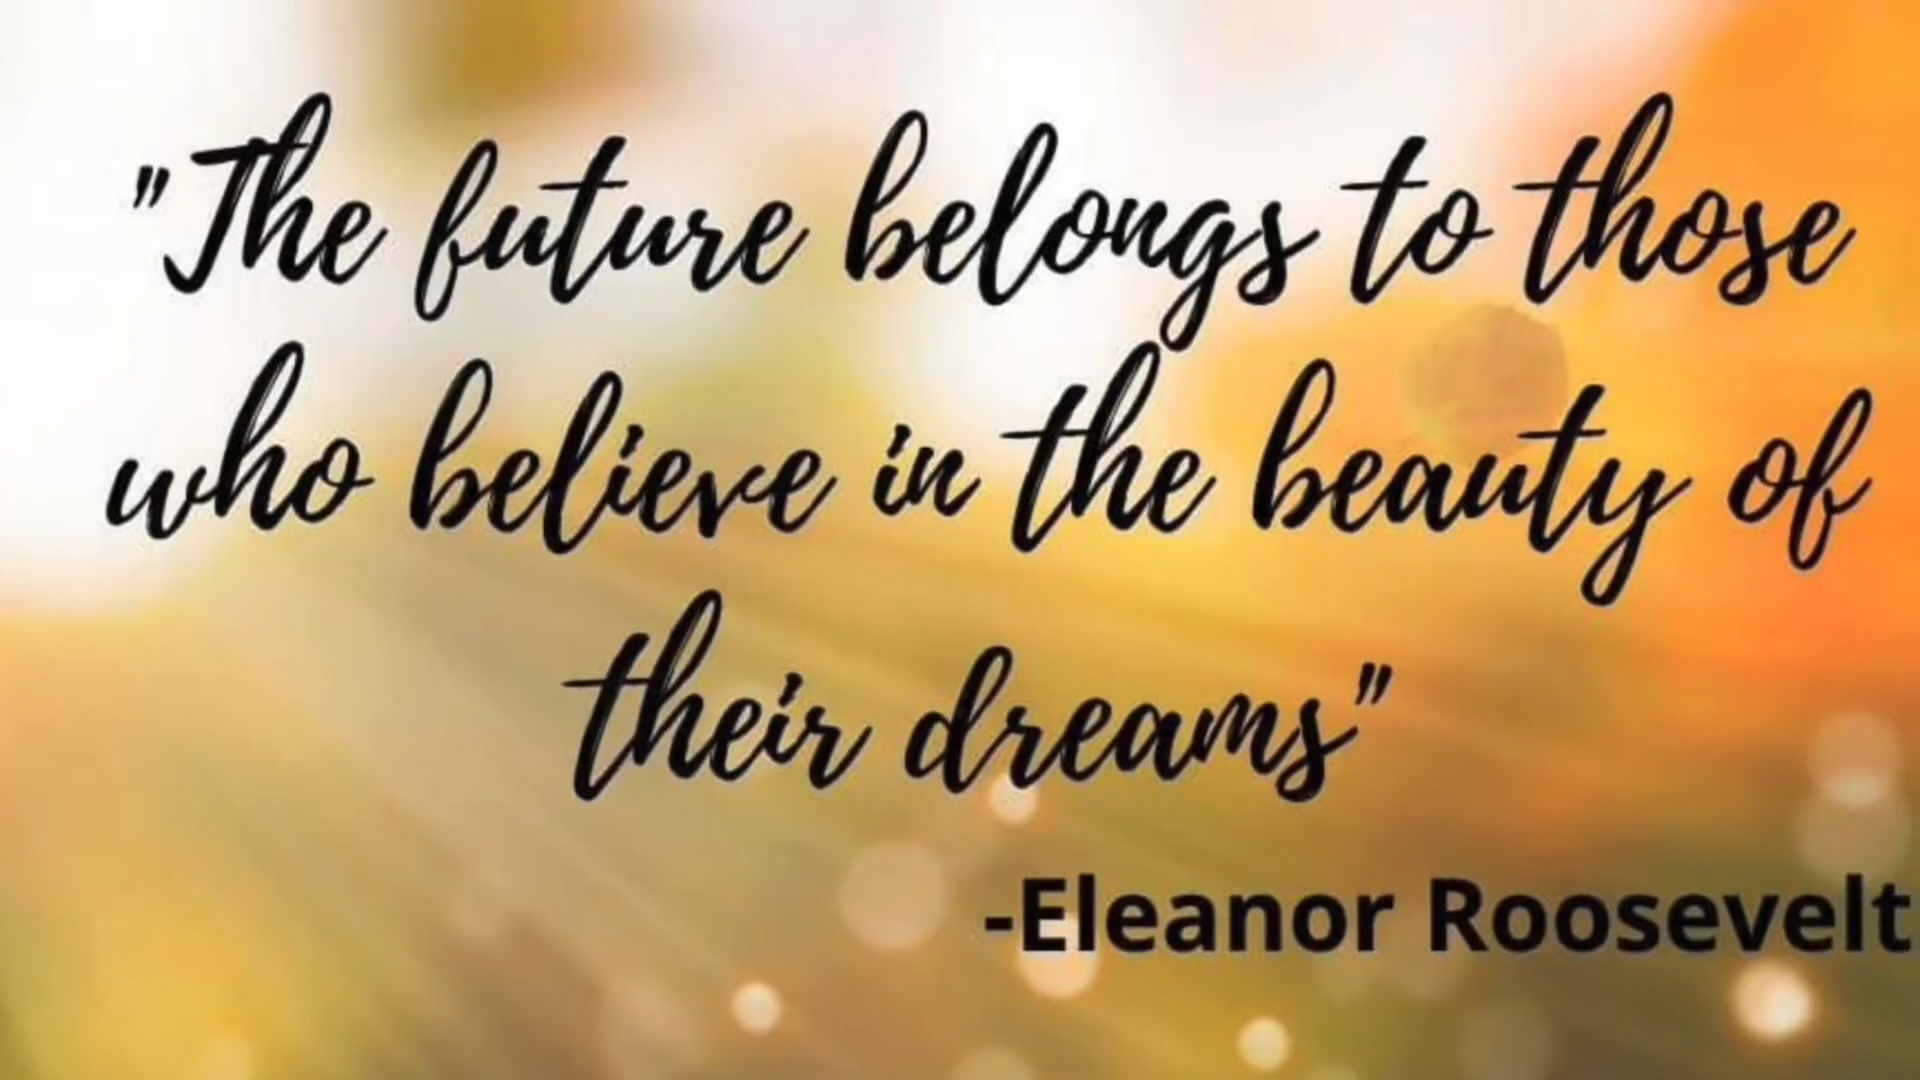 "The future belongs to those
who believe in the beauty of
their dreams"
-Eleanor Roosevelt